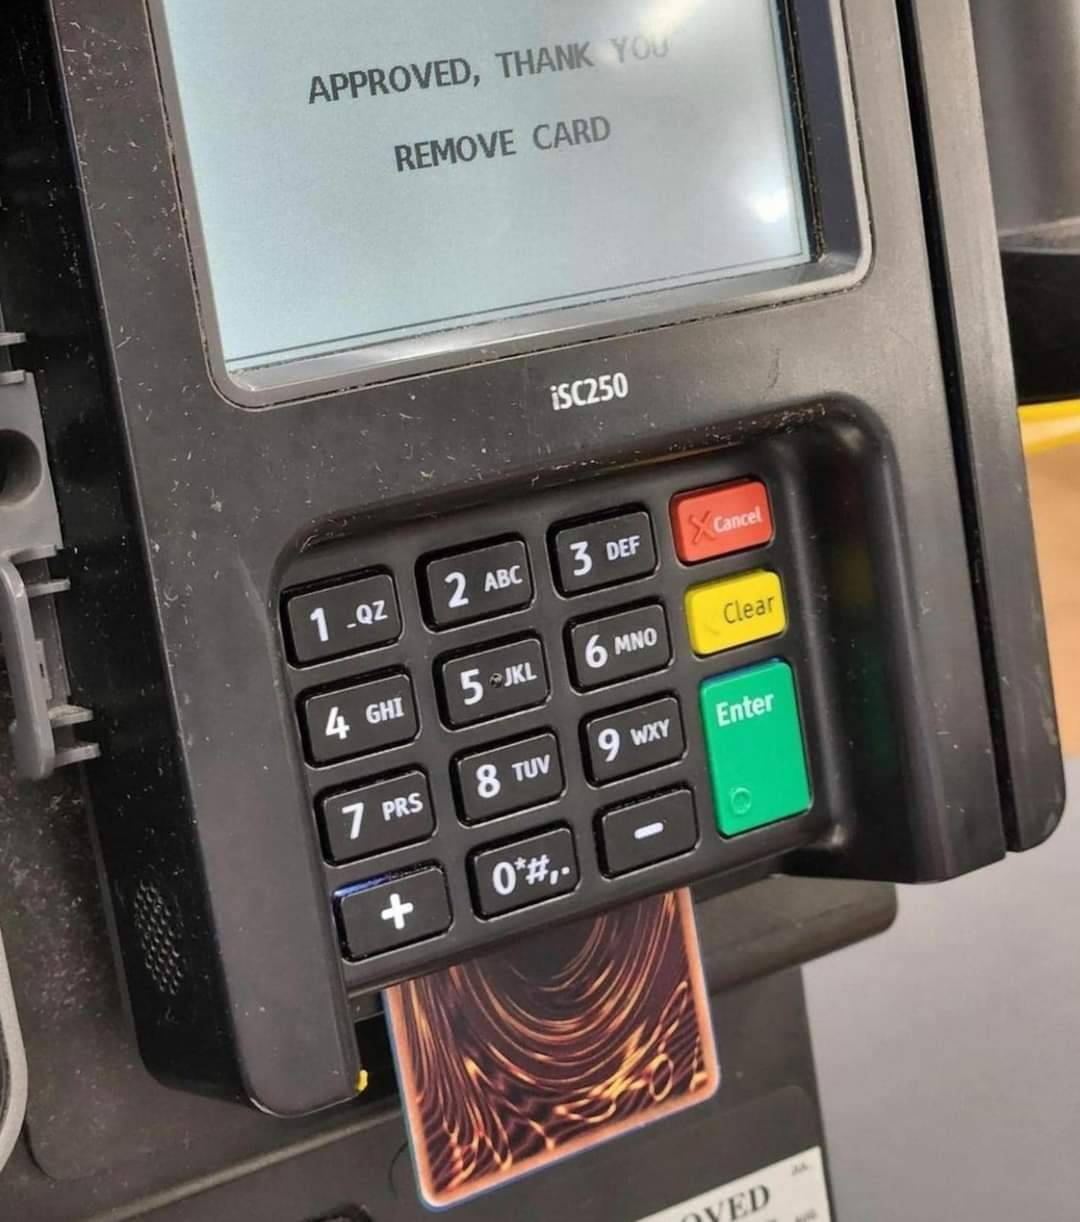 APPROVED, THANK YOU
REMOVE CARD
iSC250
1 -QZ
2 ABC
3 DEF
Cancel
4 GHI
5 JKL
6 MNO
Clear
7 PRS
8 TUV
9 WXY
Enter
+
0*#,.
-
OVED